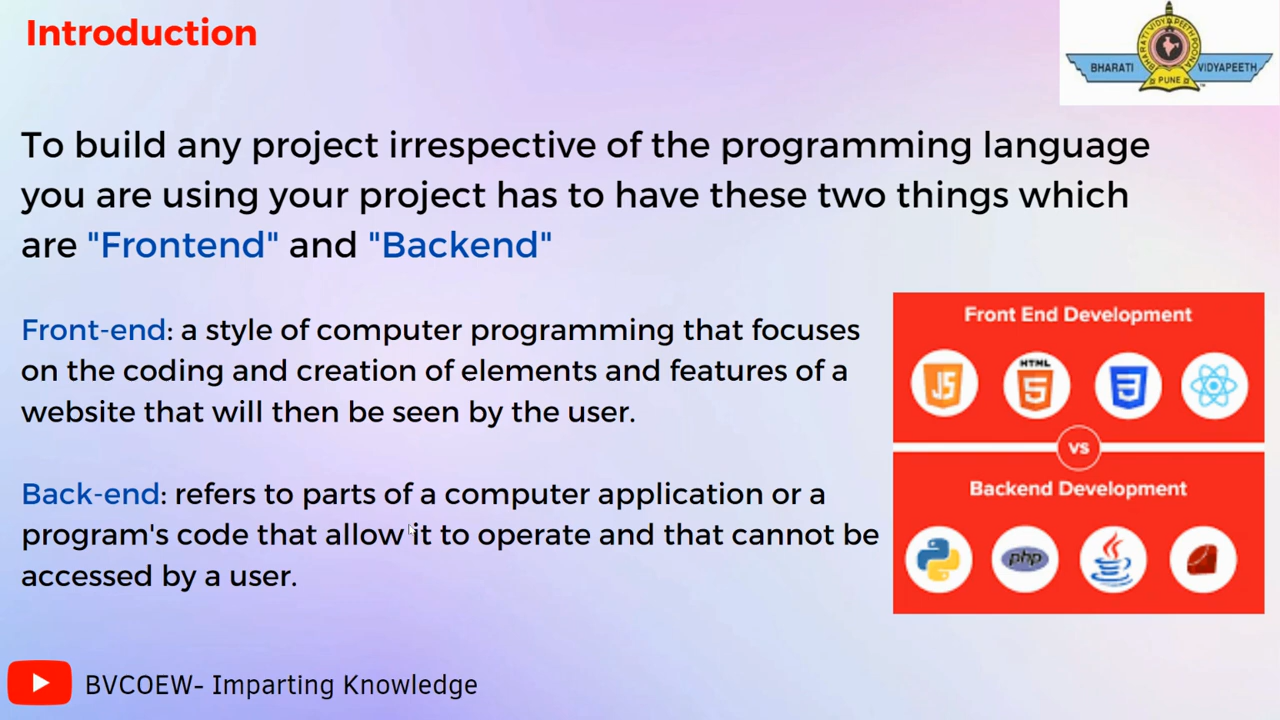 Introduction
BHARATI VIDYAPEETH
PUNE
To build any project irrespective of the programming language
you are using your project has to have these two things which
are "Frontend" and "Backend"
Front-end: a style of computer programming that focuses
on the coding and creation of elements and features of a
website that will then be seen by the user.
Back-end: refers to parts of a computer application or a
program's code that allow it to operate and that cannot be
accessed by a user.
Front End Development
JS
HTML
5
3
VS
Backend Development
php
BVCOEW- Imparting Knowledge